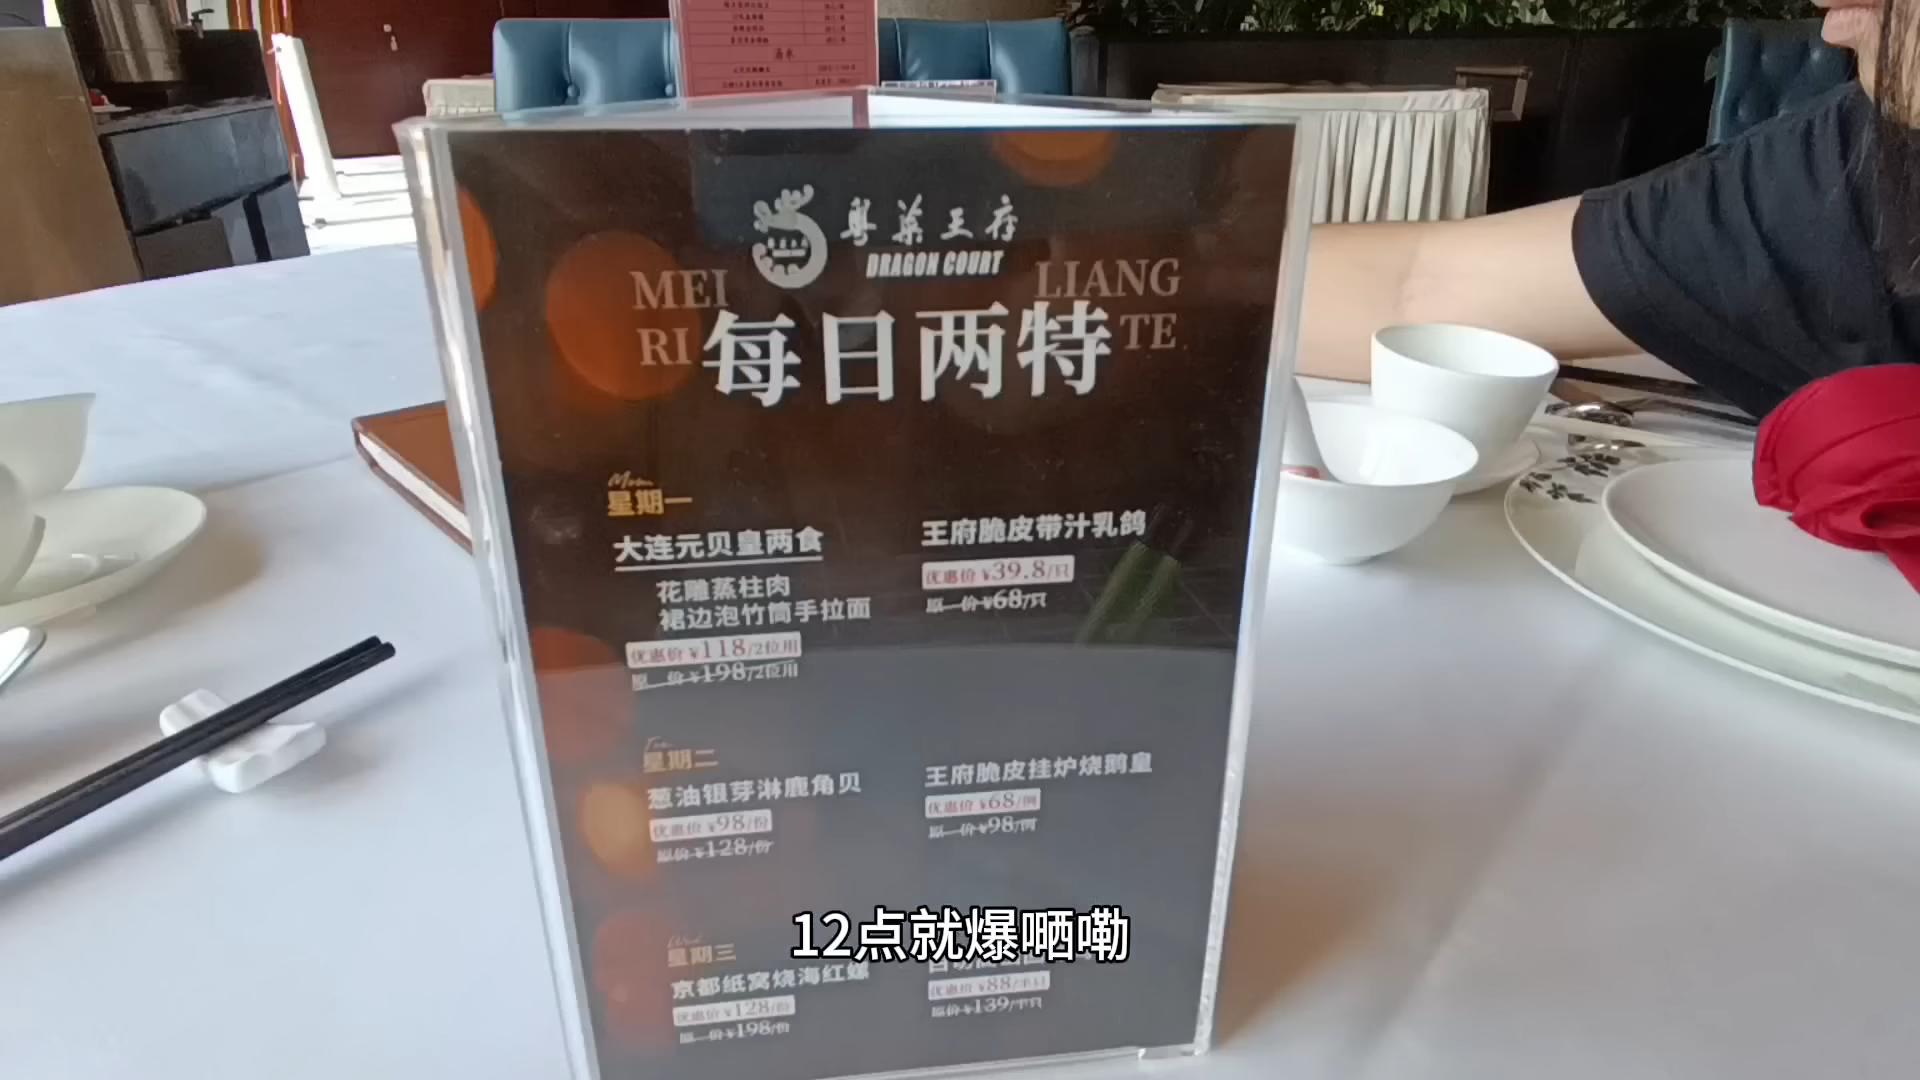 粤菜王府
DRAGON COURT
MEI
RI
LIANG
TE
每日两特
Mon
星期一
大连元贝皇两食
花雕蒸柱肉
裙边泡竹筒手拉面
优惠价 ¥118/2位用
原 价 ¥198/2位用
王府脆皮带汁乳鸽
优惠价 ¥39.8/只
原 价 ¥68/只
星期二
葱油银芽淋鹿角贝
优惠价 ¥98/份
原价 ¥128/份
王府脆皮挂炉烧鹅皇
优惠价 ¥68/例
原 价 ¥98/例
星期三
京都纸窝烧海红螺
优惠价 ¥128/份
原 价 ¥198/份
优惠价 ¥88/半只
原价 ¥139/半只
12点就爆晒嘞